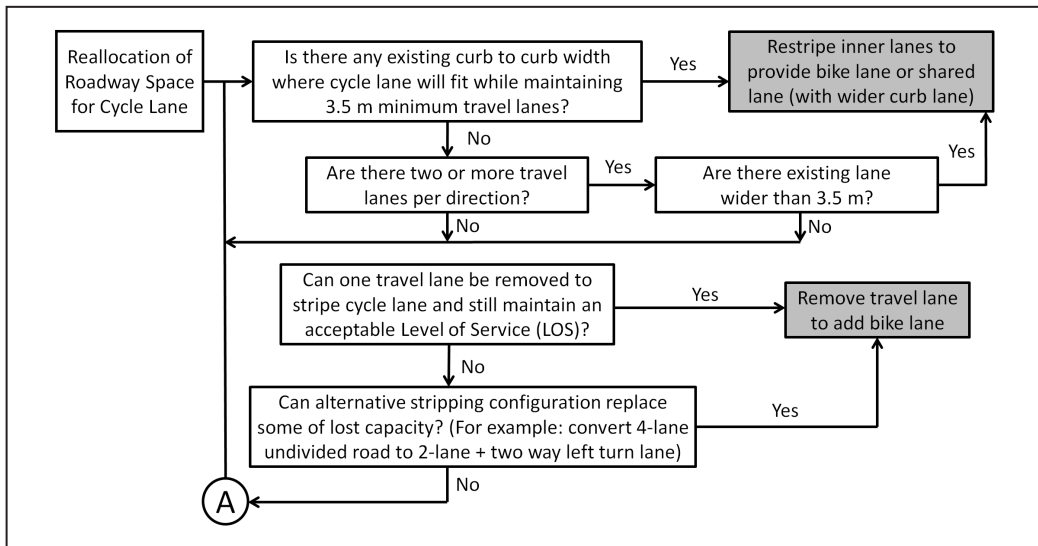 Reallocation of
Roadway Space
for Cycle Lane
Is there any existing curb to curb width
where cycle lane will fit while maintaining
3.5 m minimum travel lanes?
Yes
Restripe inner lanes to
provide bike lane or shared
lane (with wider curb lane)
No
Yes
Are there two or more travel
lanes per direction?
Yes
Are there existing lane
wider than 3.5 m?
No
No
Can one travel lane be removed to
stripe cycle lane and still maintain an
acceptable Level of Service (LOS)?
Yes
Remove travel lane
to add bike lane
No
Can alternative stripping configuration replace
some of lost capacity? (For example: convert 4-lane
undivided road to 2-lane + two way left turn lane)
Yes
No
A